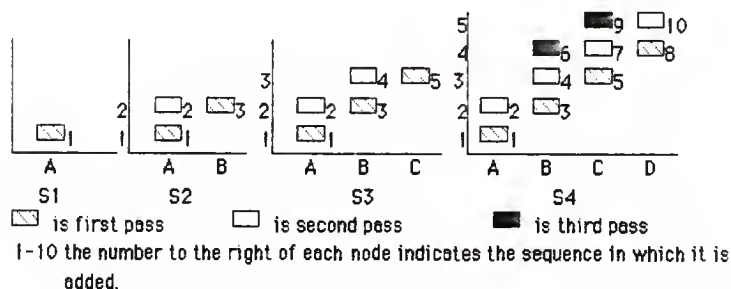 5 9 10
4 6 7 8
3 4 5 3 4 5
2 2 3 2 2 3 2 2 3
1 1 1 1 1 1 1
A A B A B C A B C D
S1 S2 S3 S4
is first pass is second pass is third pass
1-10 the number to the right of each node indicates the sequence in which it is
added.